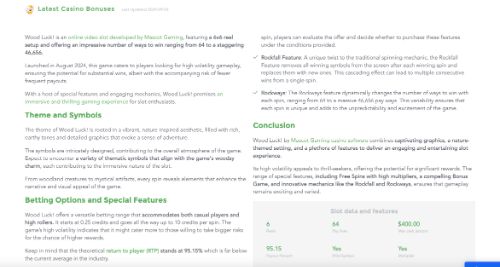 Latest Casino Bonuses
Wood Luck! is an online video slot developed by Mascot Gaming, featuring a 6x6 reel
setup and offering an impressive number of ways to win ranging from 64 to a staggering
46,656.
Launched in August 2024, this game caters to players looking for high volatility gameplay,
ensuring the potential for substantial wins, albeit with the accompanying risk of fewer
frequent payouts.
With a host of special features and engaging mechanics, Wood Luck! promises an
immersive and thrilling gaming experience for slot enthusiasts.
Theme and Symbols
The theme of Wood Luck! is rooted in a vibrant, nature inspired aesthetic, filled with rich,
earthy tones and detailed graphics that evoke a sense of adventure.
The symbols are intricately designed, contributing to the overall atmosphere of the game.
Expect to encounter a variety of thematic symbols that align with the game's woodsy
charm, each contributing to the immersive nature of the slot.
From woodland creatures to mystical artifacts, every spin reveals elements that enhance the
narrative and visual appeal of the game.
Betting Options and Special Features
Wood Luck! offers a versatile betting range that accommodates both casual players and
high rollers. It starts at 0.25 credits and goes all the way up to 10 credits per spin. The
game's high volatility indicates that it might cater more to those willing to take bigger risks
for the chance of higher rewards.
Keep in mind that the theoretical return to player (RTP) stands at 95.15% which is far below
the current average in the industry.
spin, players can evaluate the offer and decide whether to purchase these features
under the conditions provided.
Rockfall Feature: A unique twist to the traditional spinning mechanic, the Rockfall
Feature removes all winning symbols from the screen after each winning spin and
replaces them with new ones. This cascading effect can lead to multiple consecutive
wins from a single spin.
Rockways: The Rockways feature dynamically changes the number of ways to win with
each spin, ranging from 64 to a massive 46,656 pay ways. This variability ensures that
each spin is unique and adds to the unpredictability and excitement of the game.
Conclusion
Wood Luck! by Mascot Gaming casino software combines captivating graphics, a nature-
themed setting, and a plethora of features to deliver an engaging and entertaining slot
experience.
Its high volatility appeals to thrill-seekers, offering the potential for significant rewards. The
range of special features, including Free Spins with high multipliers, a compelling Bonus
Game, and innovative mechanics like the Rockfall and Rockways, ensures that gameplay
remains exciting and varied.
Slot data and features
6
64
$400.00
95.15
Yes
Yes